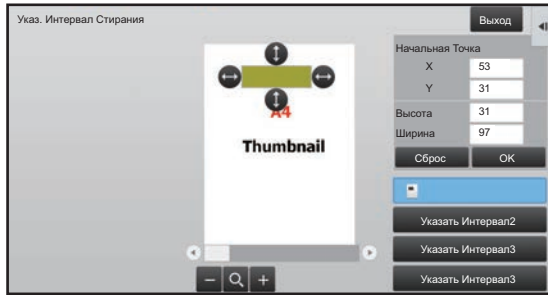 Указ. Интервал Стирания
Выход
Начальная Точка
X 53
Y 31
Высота 31
Ширина 97
Сброс OK
A4
Thumbnail
Указать Интервал2
Указать Интервал3
Указать Интервал3